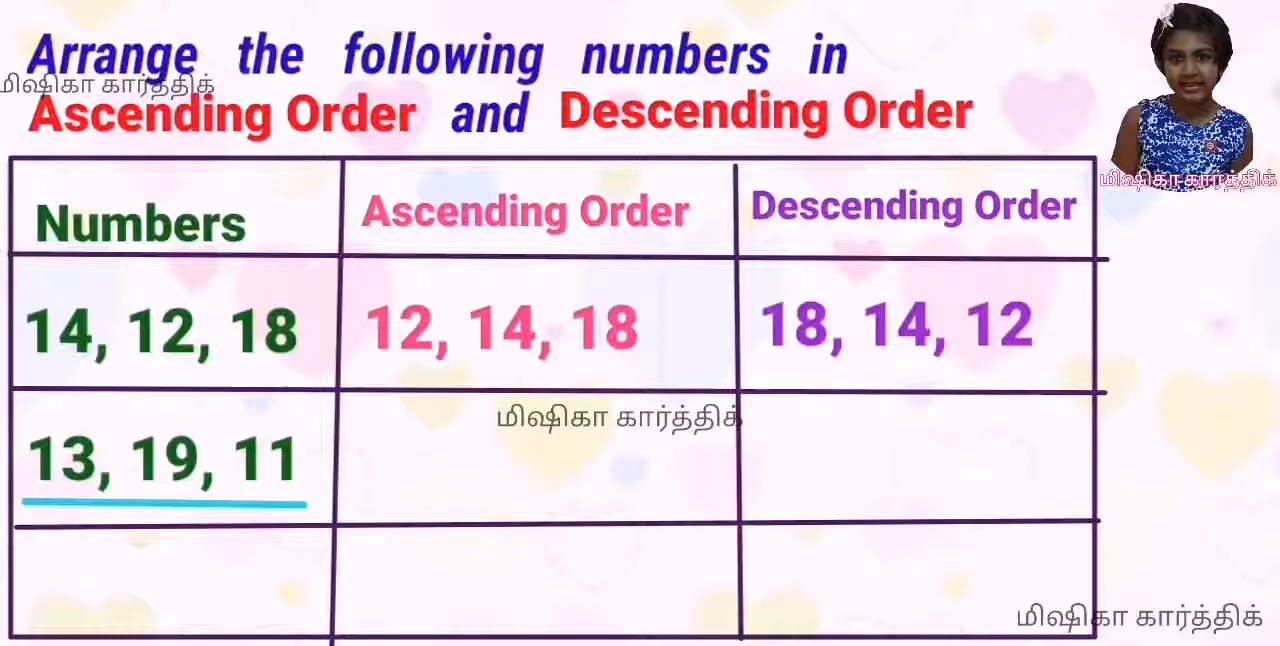 Arrange the following numbers in
மிஷிகா கார்த்திக்
Ascending Order and Descending Order
மிஷிகா கார்த்திக்
Numbers Ascending Order Descending Order
14, 12, 18 12, 14, 18 18, 14, 12
மிஷிகா கார்த்திக்
13, 19, 11
மிஷிகா கார்த்திக்